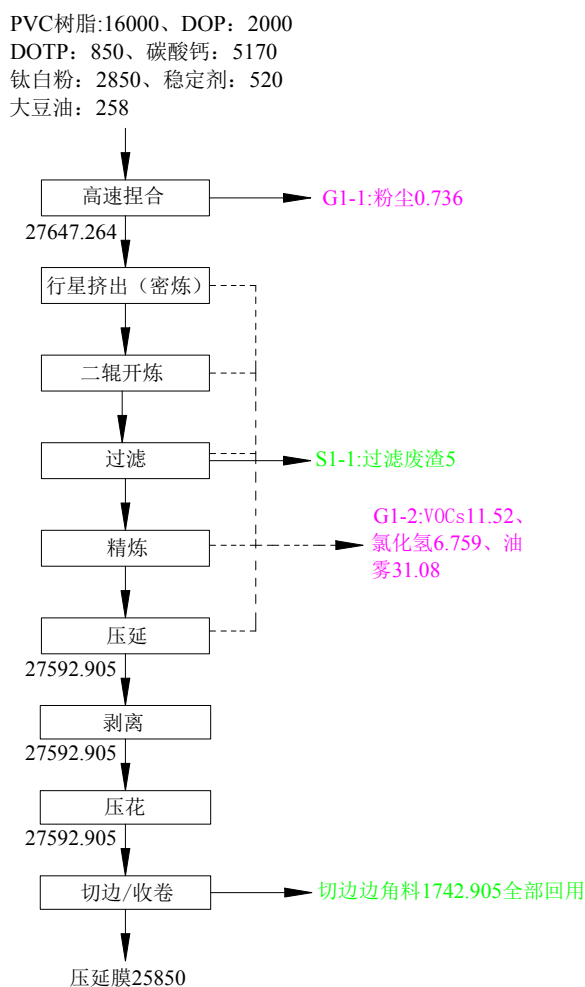 PVC树脂:16000、DOP：2000
DOTP：850、碳酸钙：5170
钛白粉：2850、稳定剂：520
大豆油：258
高速捏合
G1-1:粉尘0.736
27647.264
行星挤出（密炼）
二辊开炼
过滤
S1-1:过滤废渣5
精炼
G1-2:VOCs11.52、
氯化氢6.759、油
雾31.08
压延
27592.905
剥离
27592.905
压花
27592.905
切边/收卷
切边边角料1742.905全部回用
压延膜25850